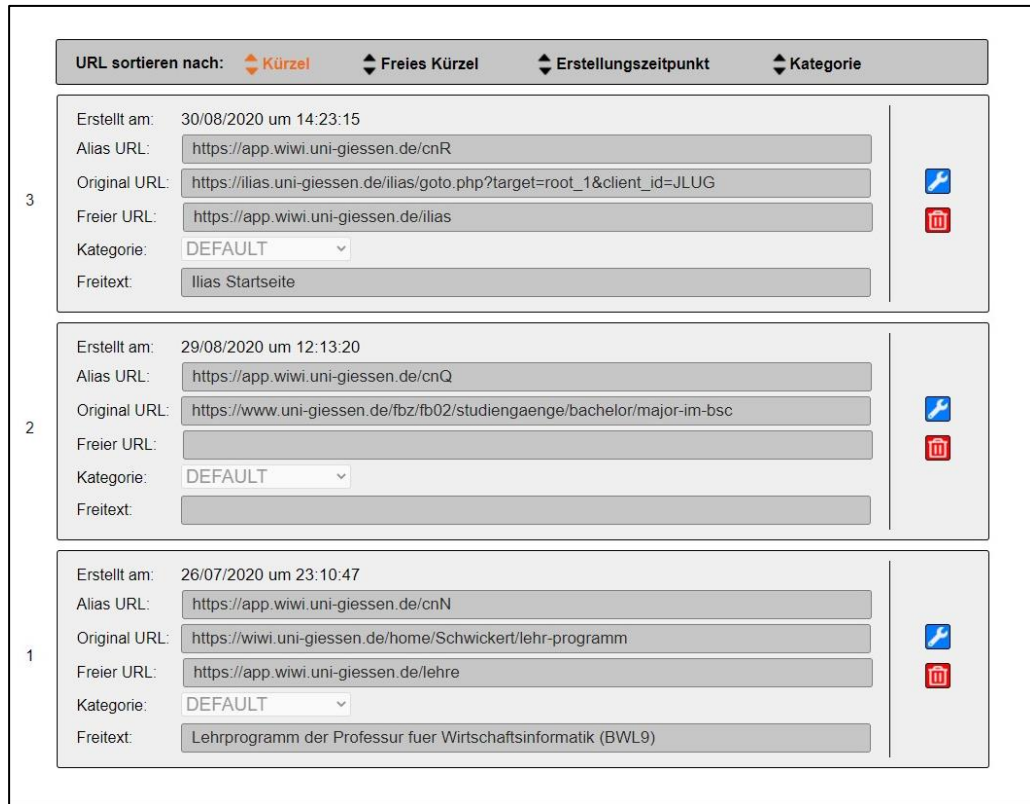 URL sortieren nach: Kürzel Freies Kürzel Erstellungszeitpunkt Kategorie
3
Erstellt am: 30/08/2020 um 14:23:15
Alias URL: https://app.wiwi.uni-giessen.de/cnR
Original URL: https://ilias.uni-giessen.de/ilias/goto.php?target=root_1&client_id=JLUG
Freier URL: https://app.wiwi.uni-giessen.de/ilias
Kategorie: DEFAULT
Freitext: Ilias Startseite
2
Erstellt am: 29/08/2020 um 12:13:20
Alias URL: https://app.wiwi.uni-giessen.de/cnQ
Original URL: https://www.uni-giessen.de/fbz/fb02/studiengaenge/bachelor/major-im-bsc
Freier URL:
Kategorie: DEFAULT
Freitext:
1
Erstellt am: 26/07/2020 um 23:10:47
Alias URL: https://app.wiwi.uni-giessen.de/cnN
Original URL: https://wiwi.uni-giessen.de/home/Schwickert/lehr-programm
Freier URL: https://app.wiwi.uni-giessen.de/lehre
Kategorie: DEFAULT
Freitext: Lehrprogramm der Professur fuer Wirtschaftsinformatik (BWL9)